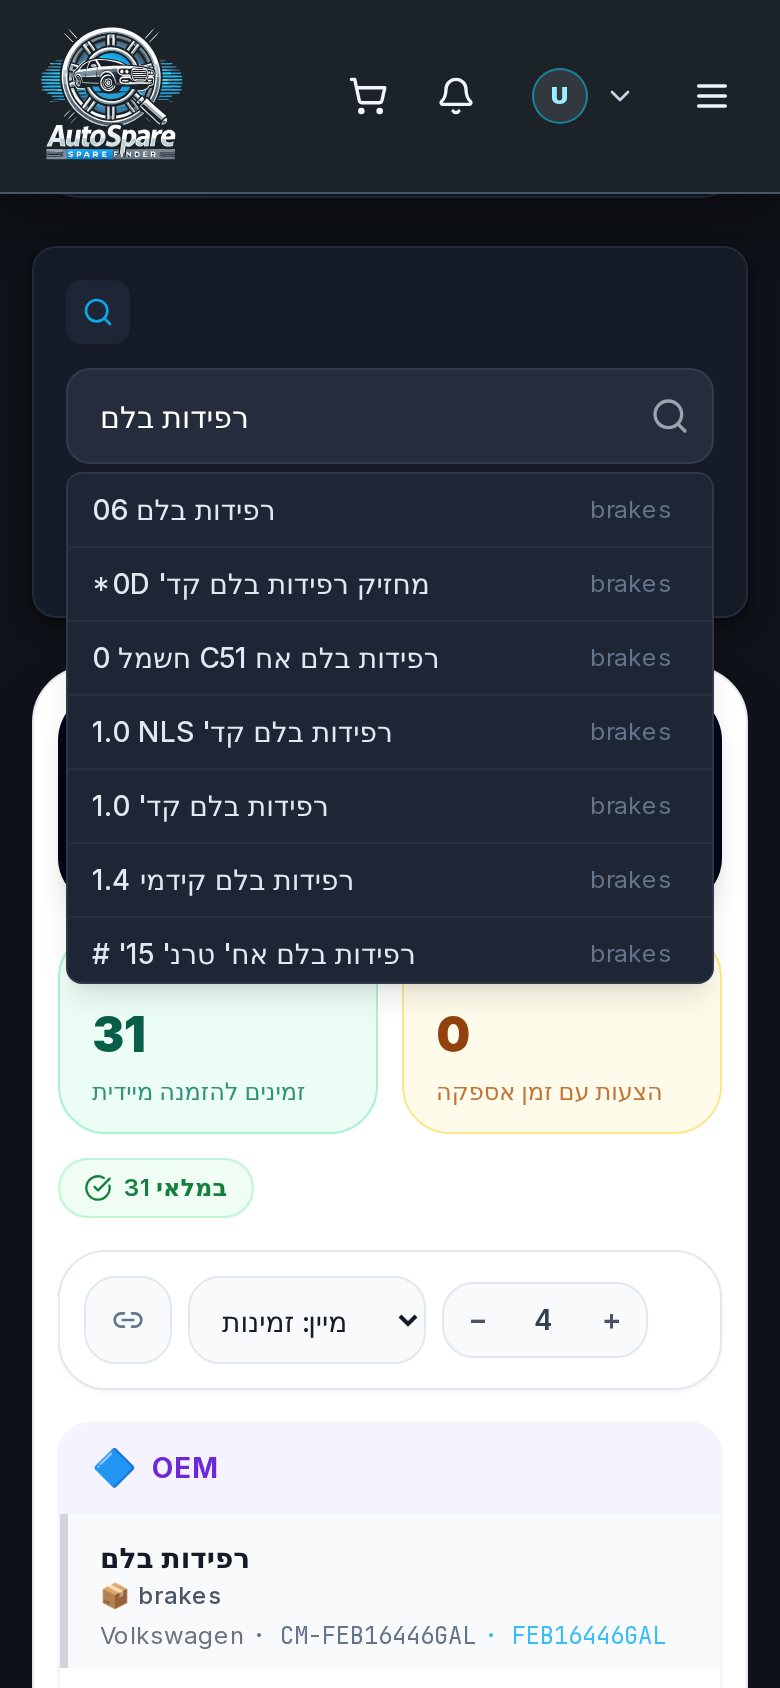 AutoSpare
SPARE FINDER
U
רפידות בלם
רפידות בלם 06
brakes
מחזיק רפידות בלם קד' 0D*
brakes
רפידות בלם אח C51 חשמל 0
brakes
רפידות בלם קד' 1.0 NLS
brakes
רפידות בלם קד' 1.0
brakes
רפידות בלם קידמי 1.4
brakes
רפידות בלם אח' טרנ' 15' #
brakes
31
זמינים להזמנה מיידית
0
הצעות עם זמן אספקה
במלאי 31
מיין: זמינות
− 4 +
🔷 OEM
רפידות בלם
📦 brakes
Volkswagen · CM-FEB16446GAL · FEB16446GAL